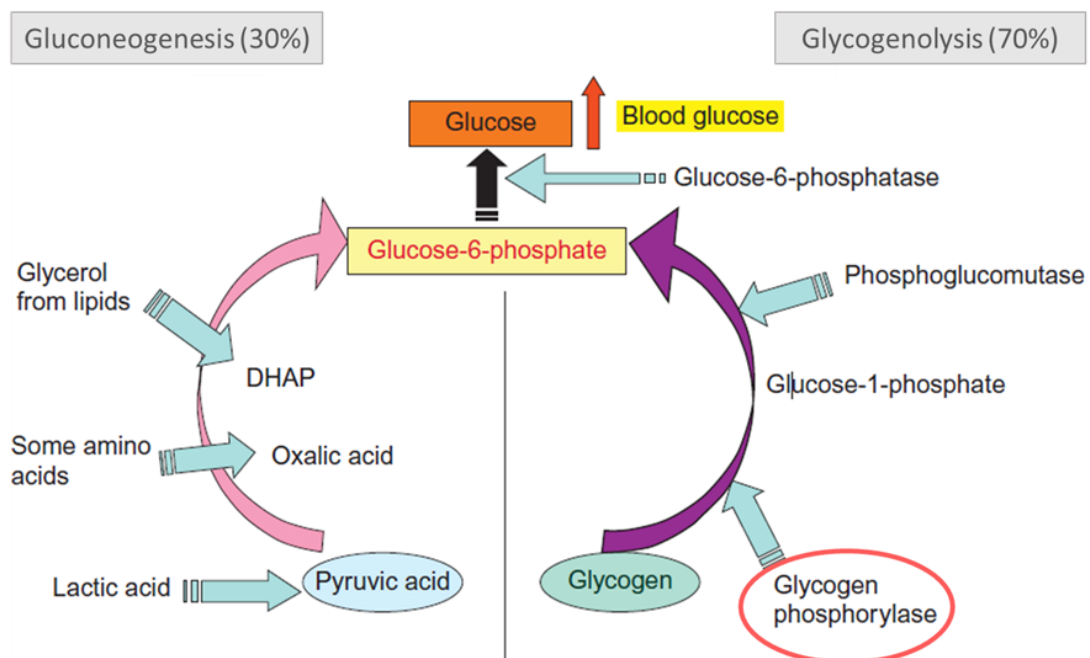 Gluconeogenesis (30%)
Glycogenolysis (70%)
Glucose
Blood glucose
Glucose-6-phosphatase
Glucose-6-phosphate
Glycerol
from lipids
Phosphoglucomutase
DHAP
Glucose-1-phosphate
Some amino
acids
Oxalic acid
Lactic acid
Pyruvic acid
Glycogen
Glycogen
phosphorylase